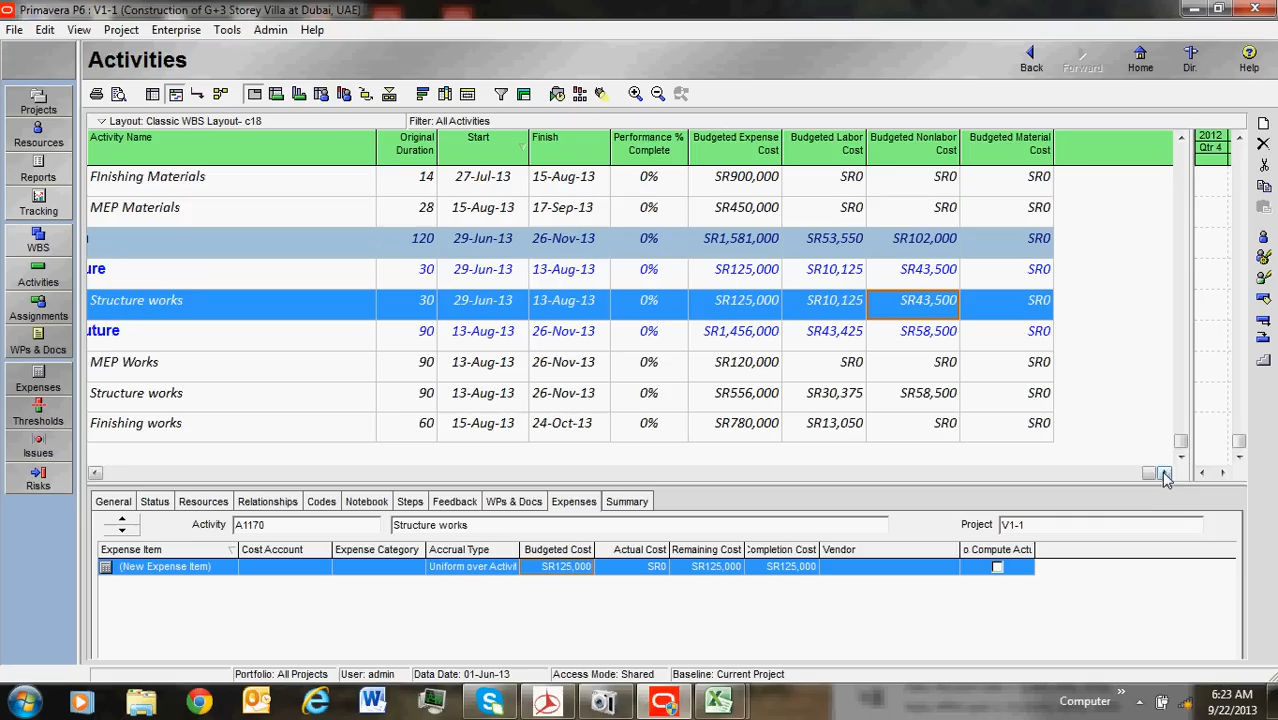 Primavera P6 : V1-1 (Construction of G+3 Storey Villa at Dubai, UAE)
File Edit View Project Enterprise Tools Admin Help
Activities
Back Forward Home Dir. Help
Layout: Classic WBS Layout- c18 Filter: All Activities
Activity Name Original Duration Start Finish Performance % Complete Budgeted Expense Cost Budgeted Labor Cost Budgeted Nonlabor Cost Budgeted Material Cost 2012 Qtr 4
FInishing Materials 14 27-Jul-13 15-Aug-13 0% SR900,000 SR0 SR0 SR0
MEP Materials 28 15-Aug-13 17-Sep-13 0% SR450,000 SR0 SR0 SR0
120 29-Jun-13 26-Nov-13 0% SR1,581,000 SR53,550 SR102,000 SR0
ure 30 29-Jun-13 13-Aug-13 0% SR125,000 SR10,125 SR43,500 SR0
Structure works 30 29-Jun-13 13-Aug-13 0% SR125,000 SR10,125 SR43,500 SR0
uture 90 13-Aug-13 26-Nov-13 0% SR1,456,000 SR43,425 SR58,500 SR0
MEP Works 90 13-Aug-13 26-Nov-13 0% SR120,000 SR0 SR0 SR0
Structure works 90 13-Aug-13 26-Nov-13 0% SR556,000 SR30,375 SR58,500 SR0
Finishing works 60 15-Aug-13 24-Oct-13 0% SR780,000 SR13,050 SR0 SR0
Projects
Resources
Reports
Tracking
WBS
Activities
Assignments
WPs & Docs
Expenses
Thresholds
Issues
Risks
General Status Resources Relationships Codes Notebook Steps Feedback WPs & Docs Expenses Summary
Activity A1170 Structure works Project V1-1
Expense Item Cost Account Expense Category Accrual Type Budgeted Cost Actual Cost Remaining Cost Completion Cost Vendor o Compute Actu
(New Expense Item) Uniform over Activit SR125,000 SR0 SR125,000 SR125,000
Portfolio: All Projects User: admin Data Date: 01-Jun-13 Access Mode: Shared Baseline: Current Project
Computer » 6:23 AM
9/22/2013